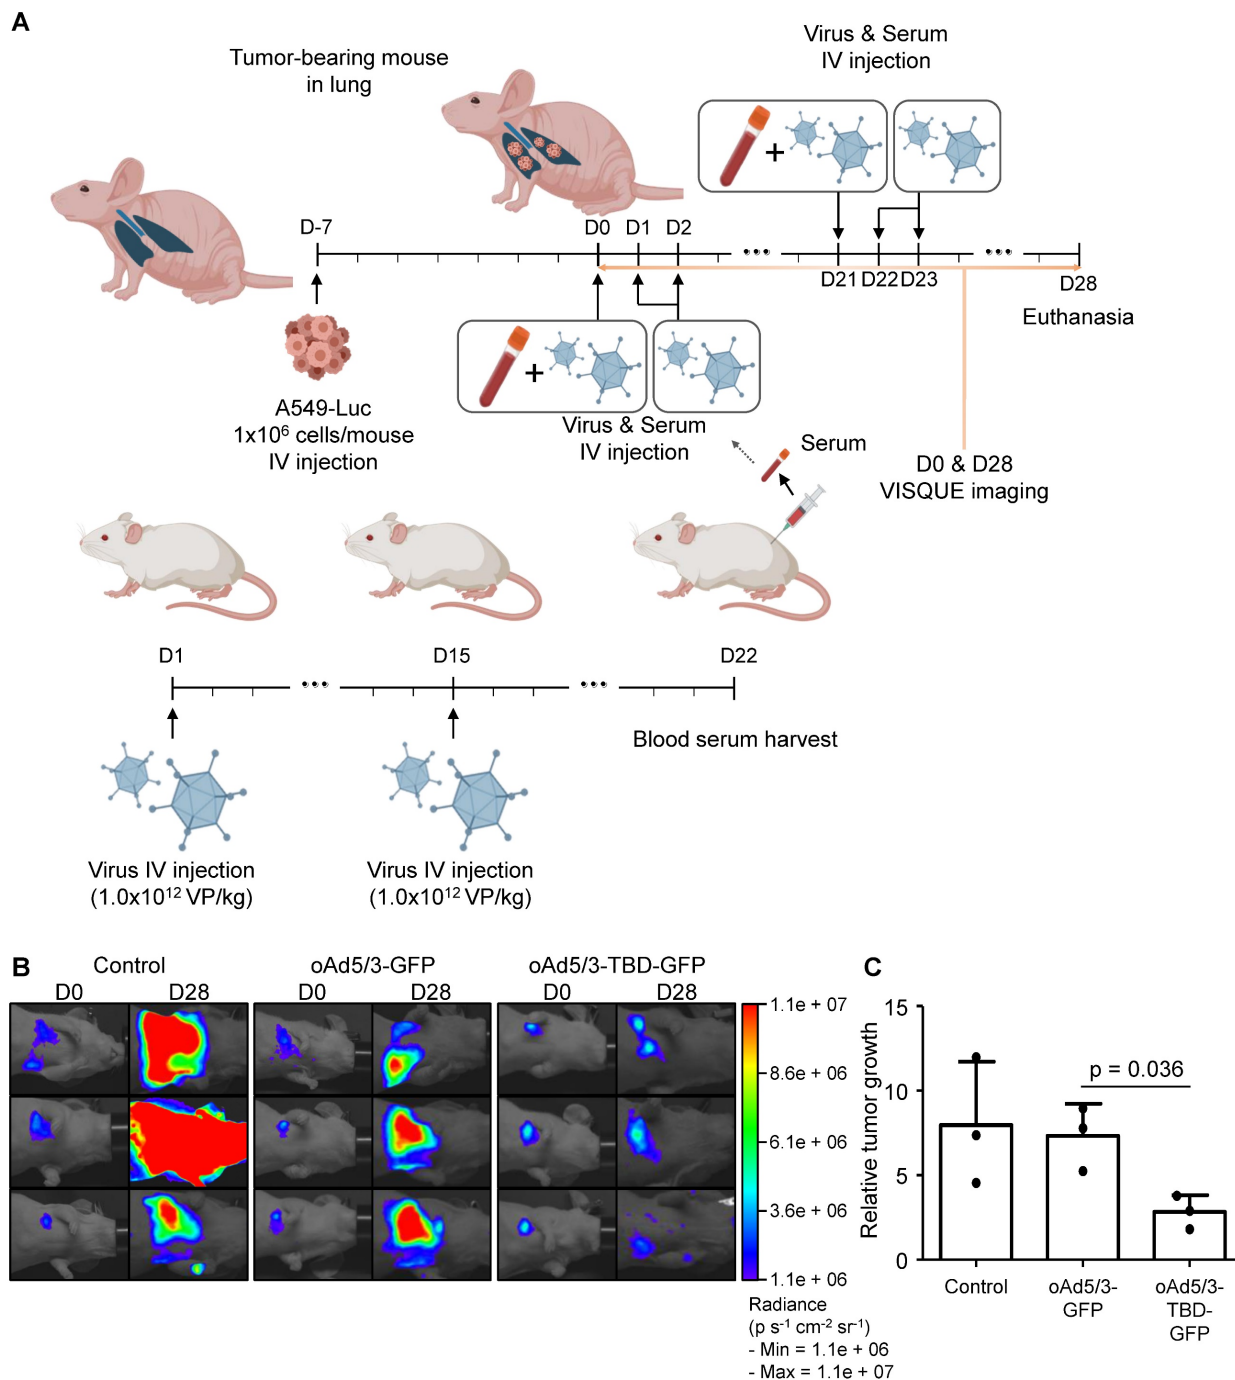 A
Tumor-bearing mouse
in lung
Virus & Serum
IV injection
+
D-7
D0
D1
D2
D21
D22
D23
D28
Euthanasia
+
A549-Luc
1x10⁶ cells/mouse
IV injection
Virus & Serum
IV injection
Serum
D0 & D28
VISQUE imaging
D1
D15
D22
Blood serum harvest
Virus IV injection
(1.0x10¹² VP/kg)
Virus IV injection
(1.0x10¹² VP/kg)
B
Control
oAd5/3-GFP
oAd5/3-TBD-GFP
D0
D28
D0
D28
D0
D28
1.1e + 07
8.6e + 06
6.1e + 06
3.6e + 06
1.1e + 06
Radiance
(p s⁻¹ cm⁻² sr⁻¹)
- Min = 1.1e + 06
- Max = 1.1e + 07
C
Relative tumor growth
15
10
5
0
p = 0.036
Control
oAd5/3-
GFP
oAd5/3-
TBD-
GFP